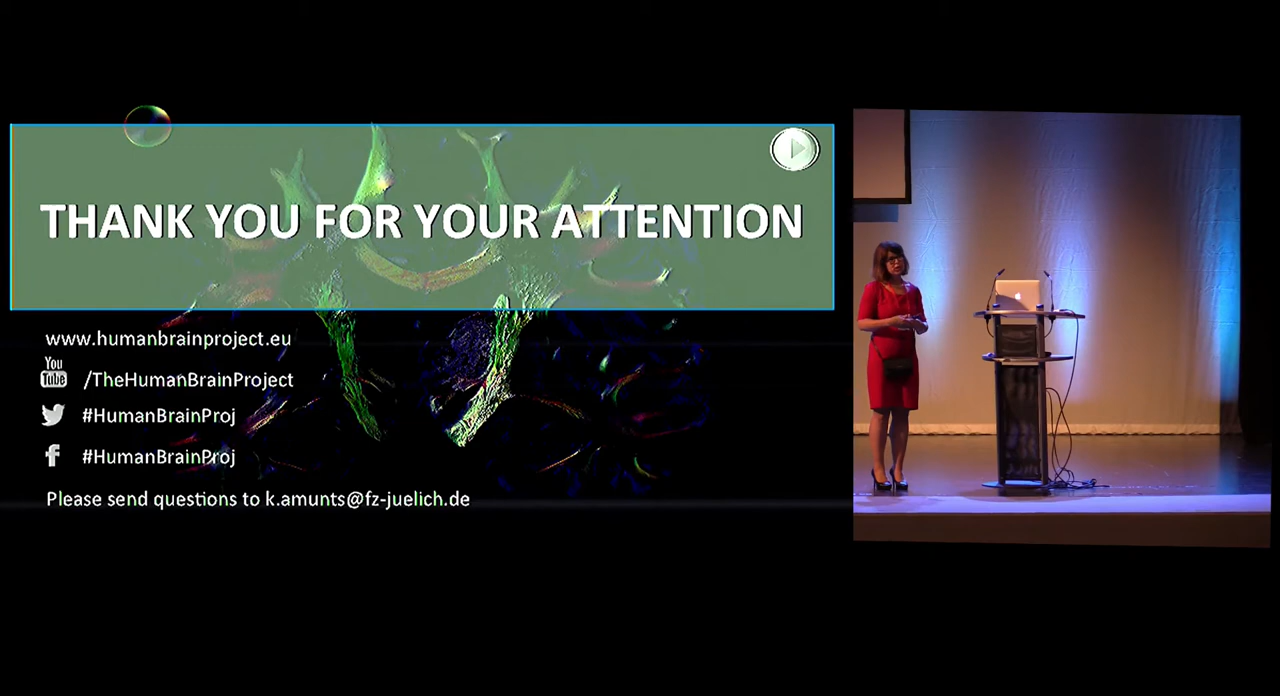 THANK YOU FOR YOUR ATTENTION
www.humanbrainproject.eu
You Tube /TheHumanBrainProject
#HumanBrainProj
#HumanBrainProj
Please send questions to k.amunts@fz-juelich.de